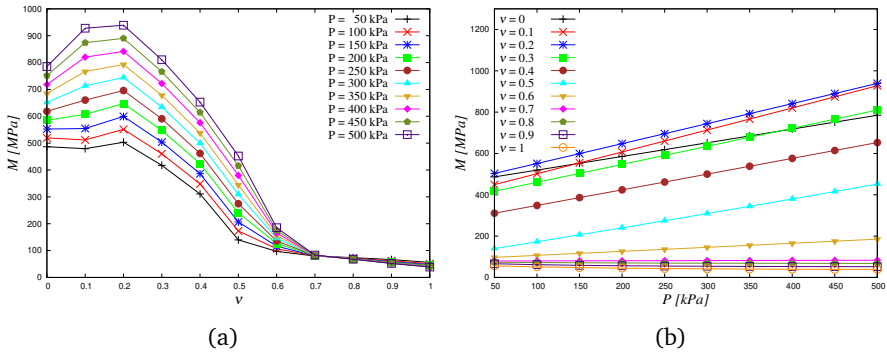 1000
900
800
700
600
500
400
300
200
100
0
M [MPa]
0 0.1 0.2 0.3 0.4 0.5 0.6 0.7 0.8 0.9 1
v
P = 50 kPa
P = 100 kPa
P = 150 kPa
P = 200 kPa
P = 250 kPa
P = 300 kPa
P = 350 kPa
P = 400 kPa
P = 450 kPa
P = 500 kPa
(a)
1200
1000
800
600
400
200
0
M [MPa]
50 100 150 200 250 300 350 400 450 500
P [kPa]
v = 0
v = 0.1
v = 0.2
v = 0.3
v = 0.4
v = 0.5
v = 0.6
v = 0.7
v = 0.8
v = 0.9
v = 1
(b)